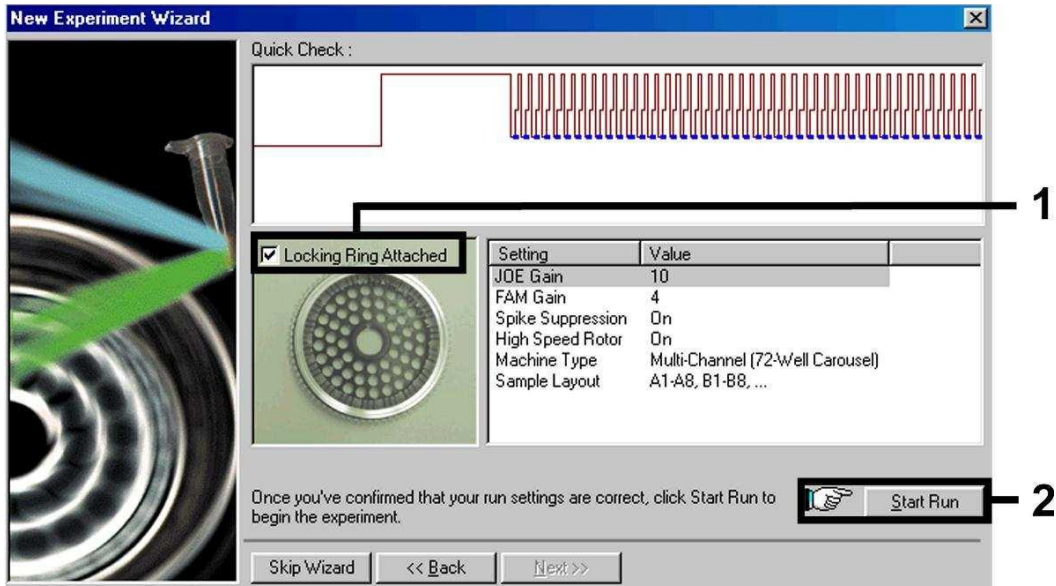 New Experiment Wizard
Quick Check :
1
Locking Ring Attached
Setting Value
JOE Gain 10
FAM Gain 4
Spike Suppression On
High Speed Rotor On
Machine Type Multi-Channel (72-Well Carousel)
Sample Layout A1-A8, B1-B8, ...
Once you've confirmed that your run settings are correct, click Start Run to
begin the experiment.
Start Run
2
Skip Wizard << Back Next >>